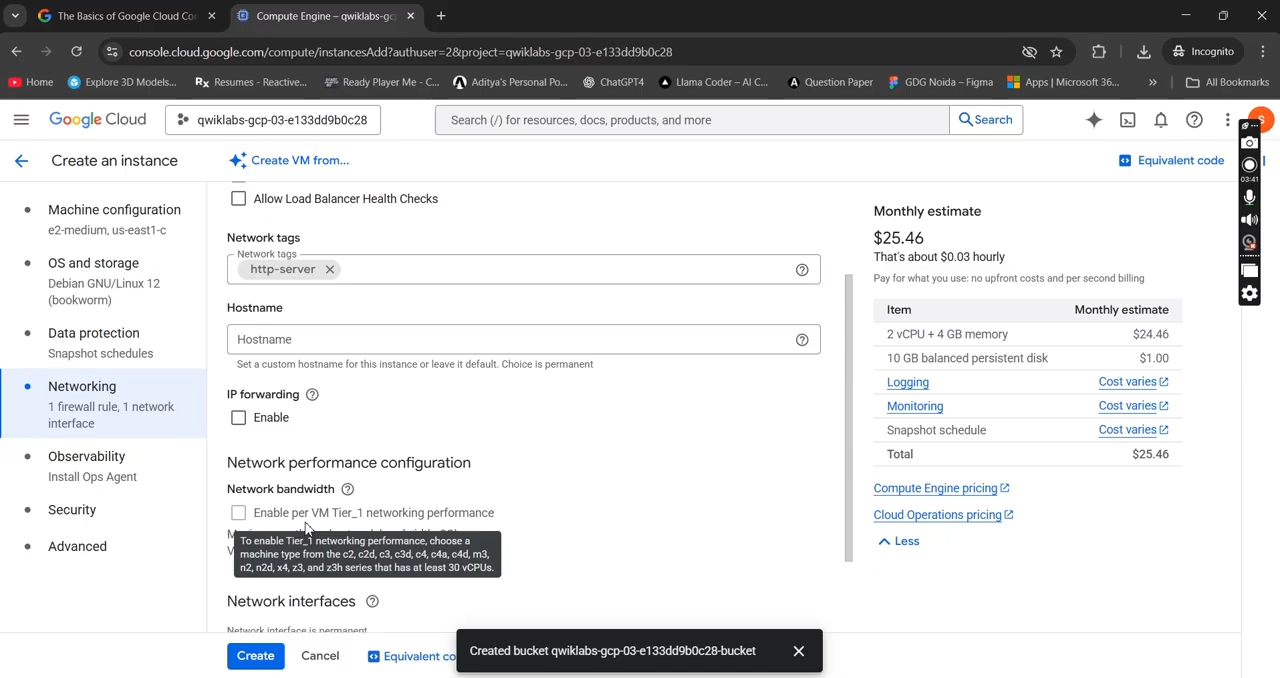 The Basics of Google Cloud Co
Compute Engine – qwiklabs-gc
console.cloud.google.com/compute/instancesAdd?authuser=2&project=qwiklabs-gcp-03-e133dd9b0c28
Incognito
Home
Explore 3D Models...
Resumes - Reactive...
Ready Player Me - C...
Aditya's Personal Po...
ChatGPT4
Llama Coder – AI C...
Question Paper
GDG Noida – Figma
Apps | Microsoft 36...
All Bookmarks
Google Cloud
qwiklabs-gcp-03-e133dd9b0c28
Search (/) for resources, docs, products, and more
Search
S
Create an instance
Create VM from...
Equivalent code
03:41
Machine configuration
e2-medium, us-east1-c
OS and storage
Debian GNU/Linux 12
(bookworm)
Data protection
Snapshot schedules
Networking
1 firewall rule, 1 network
interface
Observability
Install Ops Agent
Security
Advanced
Allow Load Balancer Health Checks
Network tags
Network tags
http-server
Hostname
Hostname
Set a custom hostname for this instance or leave it default. Choice is permanent
IP forwarding
Enable
Network performance configuration
Network bandwidth
Enable per VM Tier_1 networking performance
To enable Tier_1 networking performance, choose a
machine type from the c2, c2d, c3, c3d, c4, c4a, c4d, m3,
n2, n2d, x4, z3, and z3h series that has at least 30 vCPUs.
Network interfaces
Network interface is permanent
Create
Cancel
Equivalent co
Created bucket qwiklabs-gcp-03-e133dd9b0c28-bucket
Monthly estimate
$25.46
That's about $0.03 hourly
Pay for what you use: no upfront costs and per second billing
Item Monthly estimate
2 vCPU + 4 GB memory $24.46
10 GB balanced persistent disk $1.00
Logging Cost varies
Monitoring Cost varies
Snapshot schedule Cost varies
Total $25.46
Compute Engine pricing
Cloud Operations pricing
Less